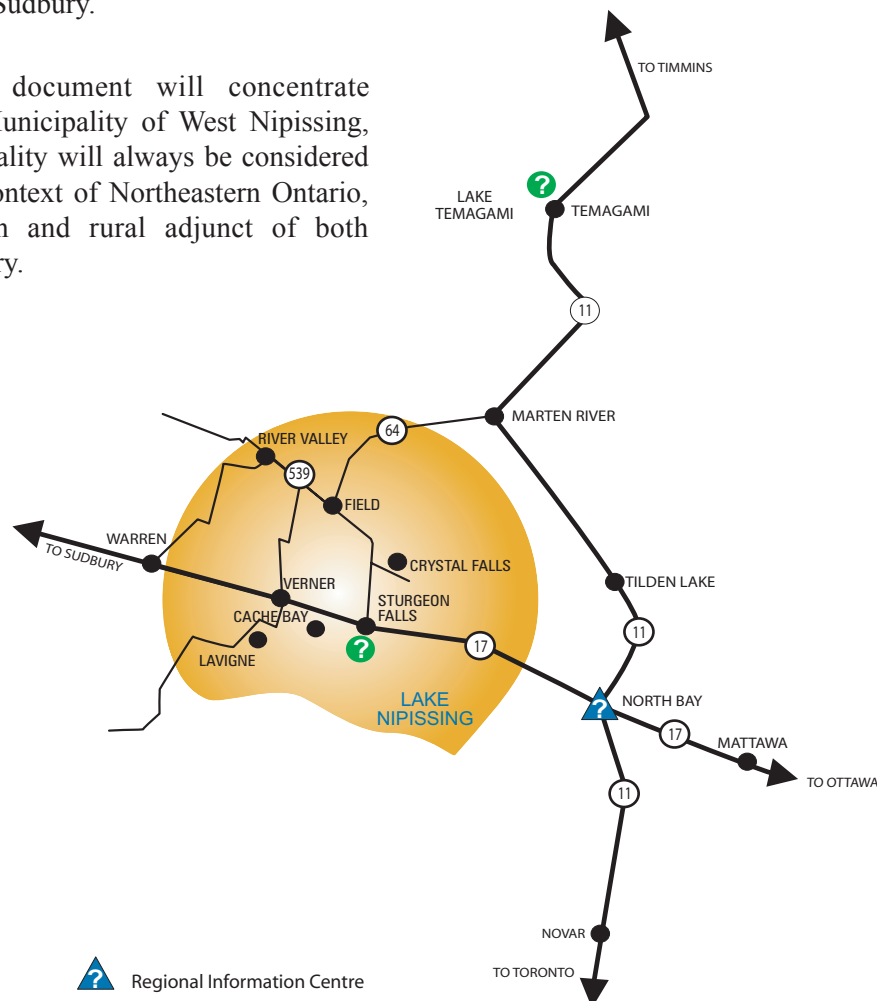 Sudbury.
document will concentrate
unicipality of West Nipissing,
ality will always be considered
ontext of Northeastern Ontario,
and rural adjunct of both
ry.
TO TIMMINS
?
LAKE
TEMAGAMI
TEMAGAMI
11
MARTEN RIVER
64
RIVER VALLEY
539
FIELD
WARREN
TO SUDBURY
CRYSTAL FALLS
TILDEN LAKE
VERNER
STURGEON
FALLS
CACHE BAY
11
?
17
LAVIGNE
LAKE
NIPISSING
NORTH BAY
?
17
MATTAWA
TO OTTAWA
11
NOVAR
TO TORONTO
? Regional Information Centre